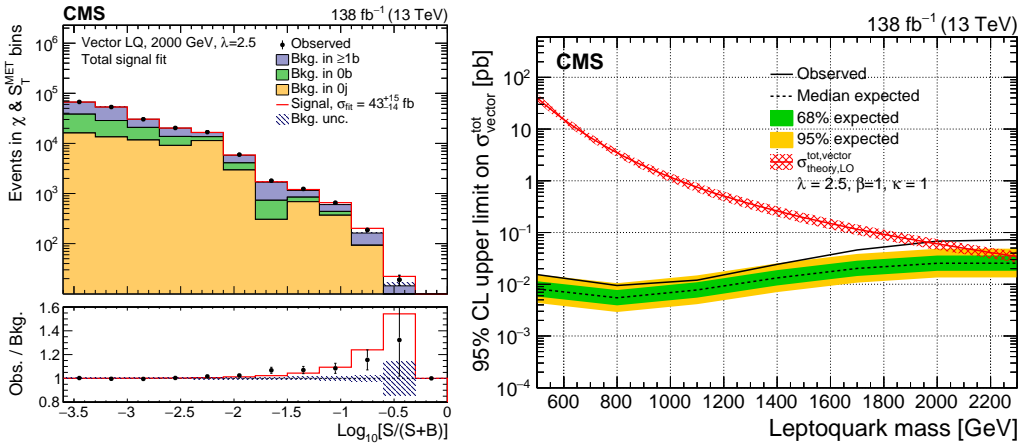 CMS 138 fb⁻¹ (13 TeV)
Vector LQ, 2000 GeV, λ=2.5
Total signal fit
Observed
Bkg. in ≥1b
Bkg. in 0b
Bkg. in 0j
Signal, σ_fit = 43⁺¹⁵₋₁₄ fb
Bkg. unc.
Events in χ & S_T^MET bins
10⁶
10⁵
10⁴
10³
10²
Obs. / Bkg.
1.6
1.4
1.2
1.0
0.8
−3.5 −3 −2.5 −2 −1.5 −1 −0.5 0
Log₁₀[S/(S+B)]
138 fb⁻¹ (13 TeV)
CMS
Observed
Median expected
68% expected
95% expected
σ^tot,vector_theory,LO
λ = 2.5, β=1, κ = 1
95% CL upper limit on σ^tot_vector [pb]
10²
10
1
10⁻¹
10⁻²
10⁻³
10⁻⁴
600 800 1000 1200 1400 1600 1800 2000 2200
Leptoquark mass [GeV]